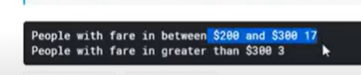 People with fare in between $200 and $300 17
People with fare in greater than $300 3